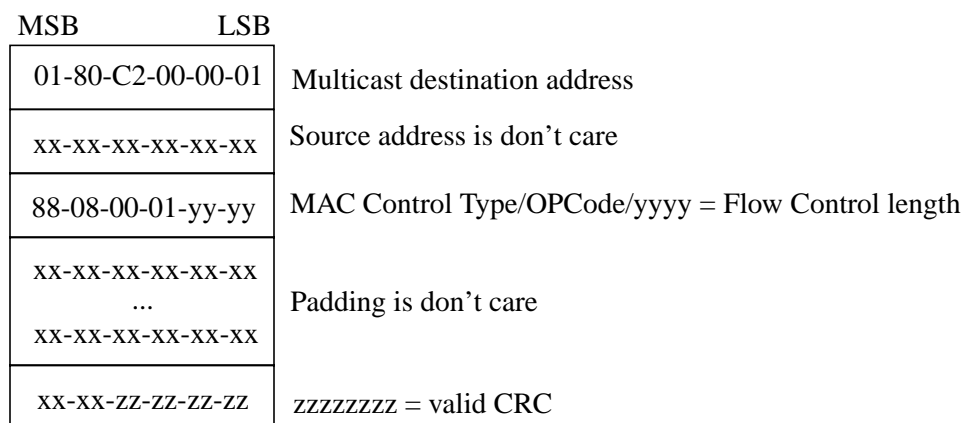 MSB LSB
01-80-C2-00-00-01 Multicast destination address
xx-xx-xx-xx-xx-xx Source address is don’t care
88-08-00-01-yy-yy MAC Control Type/OPCode/yyyy = Flow Control length
xx-xx-xx-xx-xx-xx
...
Padding is don’t care
xx-xx-xx-xx-xx-xx
xx-xx-zz-zz-zz-zz zzzzzzzz = valid CRC